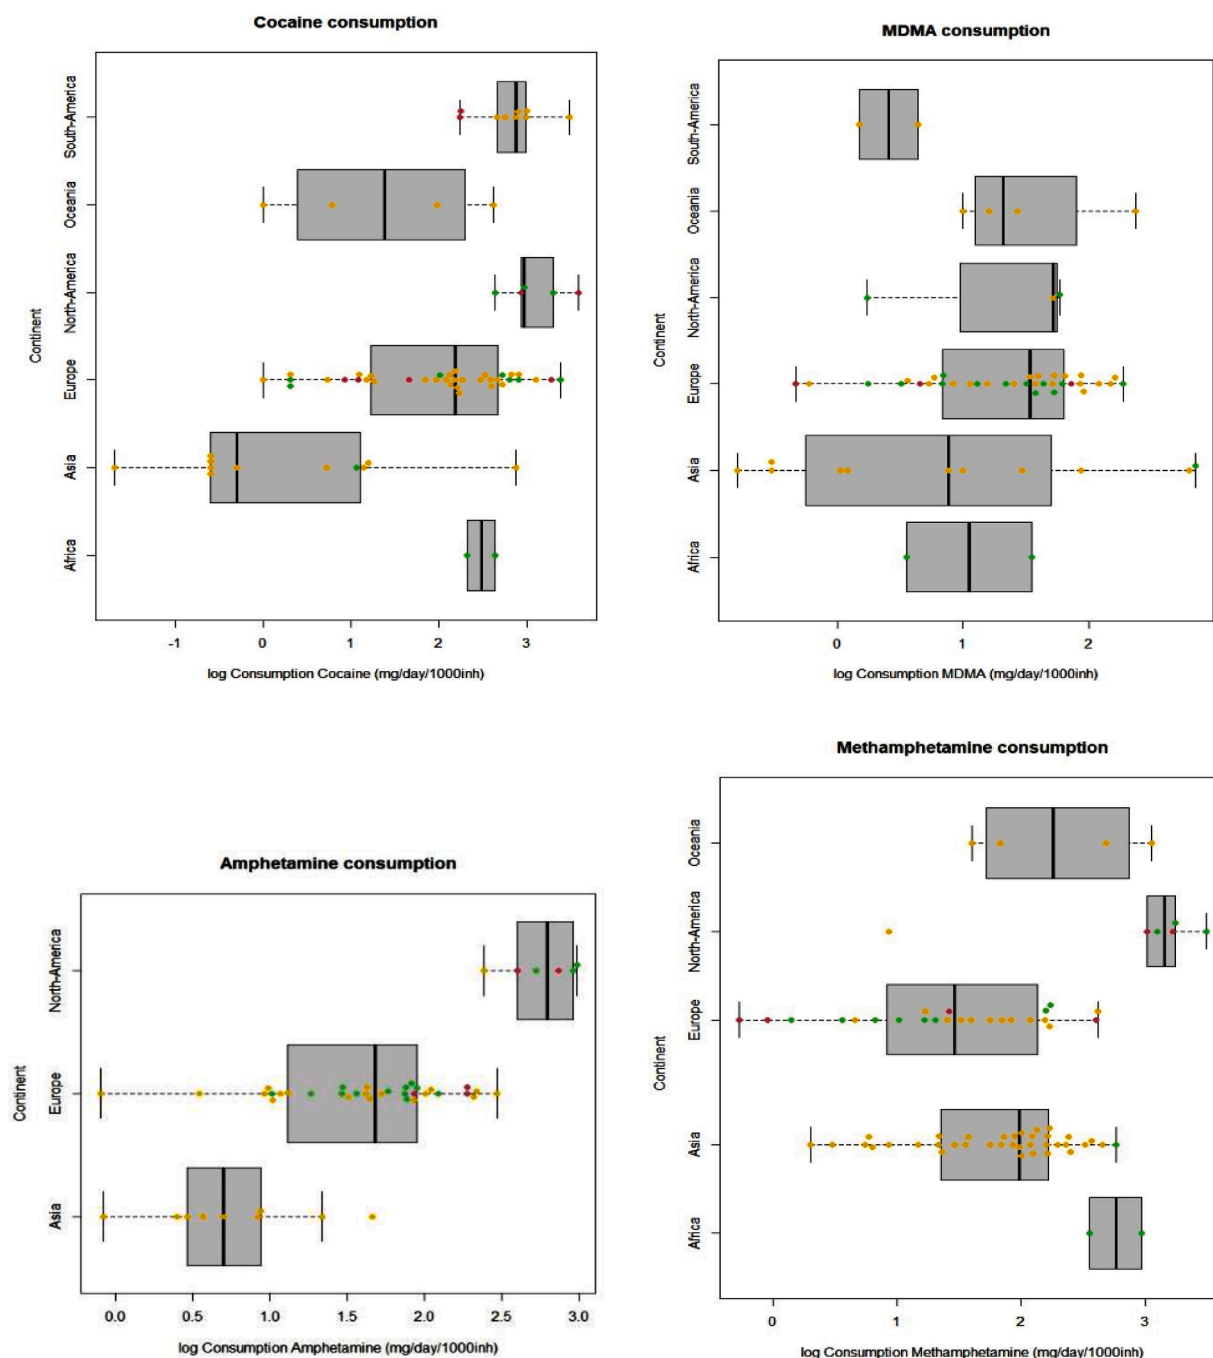 Cocaine consumption
Continent
South-America
Oceania
North-America
Europe
Asia
Africa
-1 0 1 2 3
log Consumption Cocaine (mg/day/1000inh)
MDMA consumption
Continent
South-America
Oceania
North-America
Europe
Asia
Africa
0 1 2
log Consumption MDMA (mg/day/1000inh)
Amphetamine consumption
Continent
North-America
Europe
Asia
0.0 0.5 1.0 1.5 2.0 2.5 3.0
log Consumption Amphetamine (mg/day/1000inh)
Methamphetamine consumption
Continent
Oceania
North-America
Europe
Asia
Africa
0 1 2 3
log Consumption Methamphetamine (mg/day/1000inh)